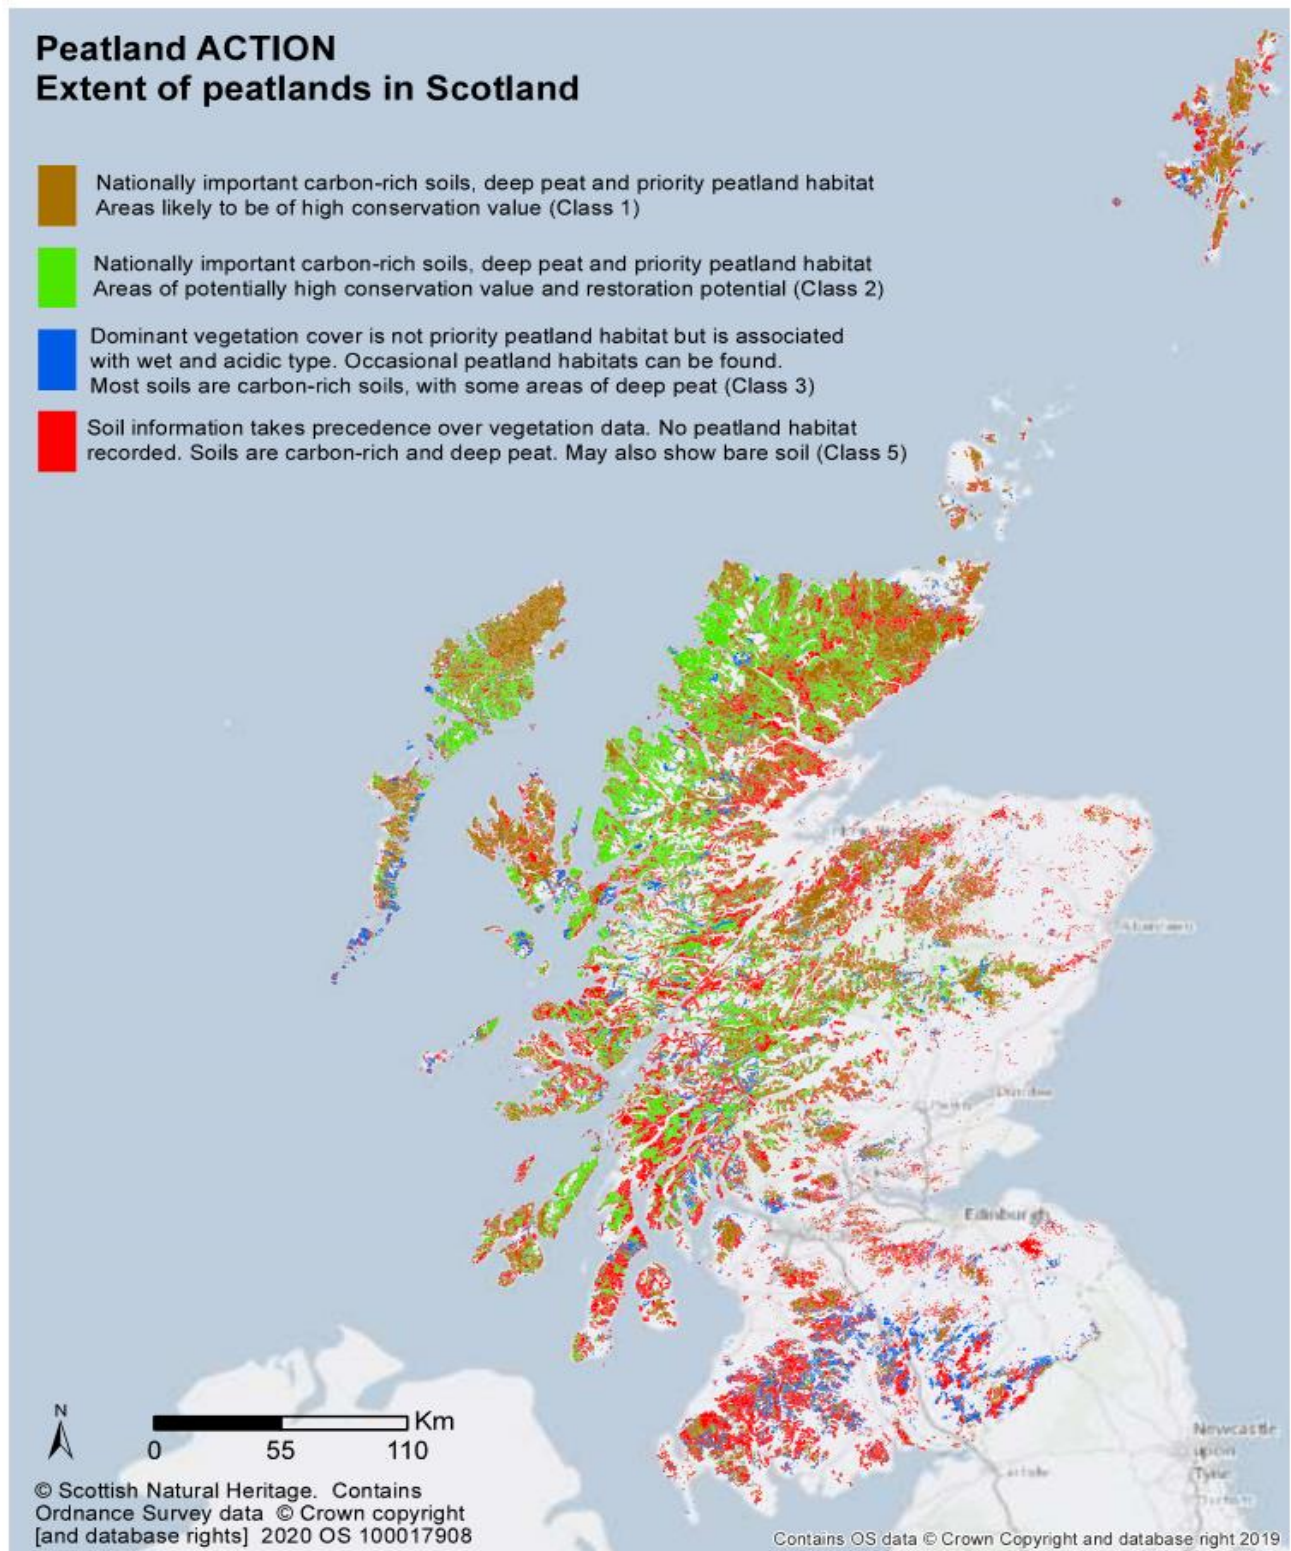 Peatland ACTION
Extent of peatlands in Scotland
Nationally important carbon-rich soils, deep peat and priority peatland habitat
Areas likely to be of high conservation value (Class 1)
Nationally important carbon-rich soils, deep peat and priority peatland habitat
Areas of potentially high conservation value and restoration potential (Class 2)
Dominant vegetation cover is not priority peatland habitat but is associated
with wet and acidic type. Occasional peatland habitats can be found.
Most soils are carbon-rich soils, with some areas of deep peat (Class 3)
Soil information takes precedence over vegetation data. No peatland habitat
recorded. Soils are carbon-rich and deep peat. May also show bare soil (Class 5)
Aberdeen
Dundee
Edinburgh
Newcastle
upon
Tyne
Carlisle
N
Km
0 55 110
© Scottish Natural Heritage. Contains
Ordnance Survey data © Crown copyright
[and database rights] 2020 OS 100017908
Contains OS data © Crown Copyright and database right 2019